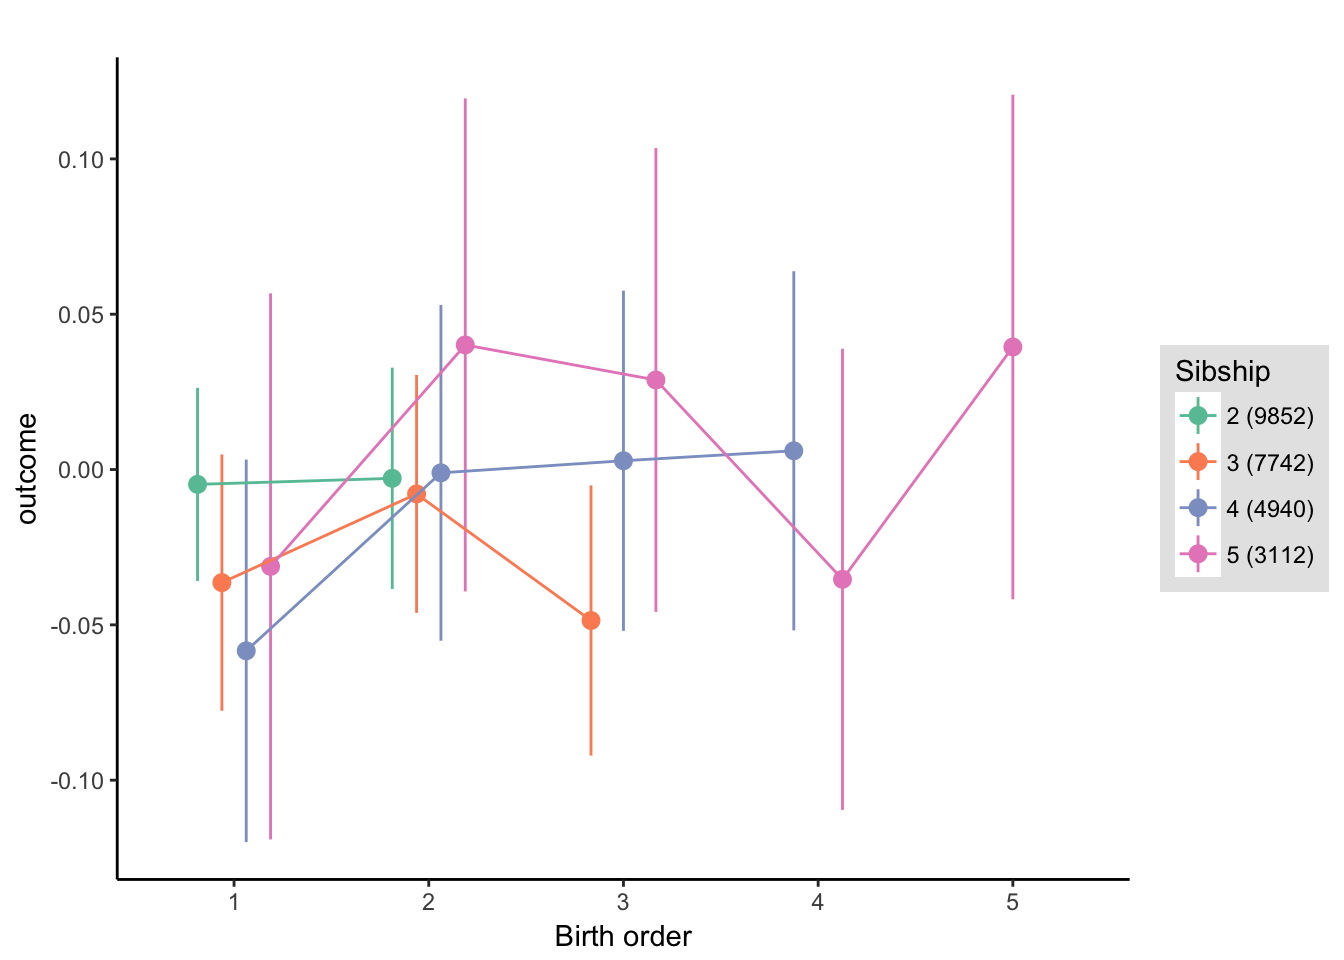 0.10
0.05
0.00
-0.05
-0.10
outcome
1 2 3 4 5
Birth order
Sibship
2 (9852)
3 (7742)
4 (4940)
5 (3112)